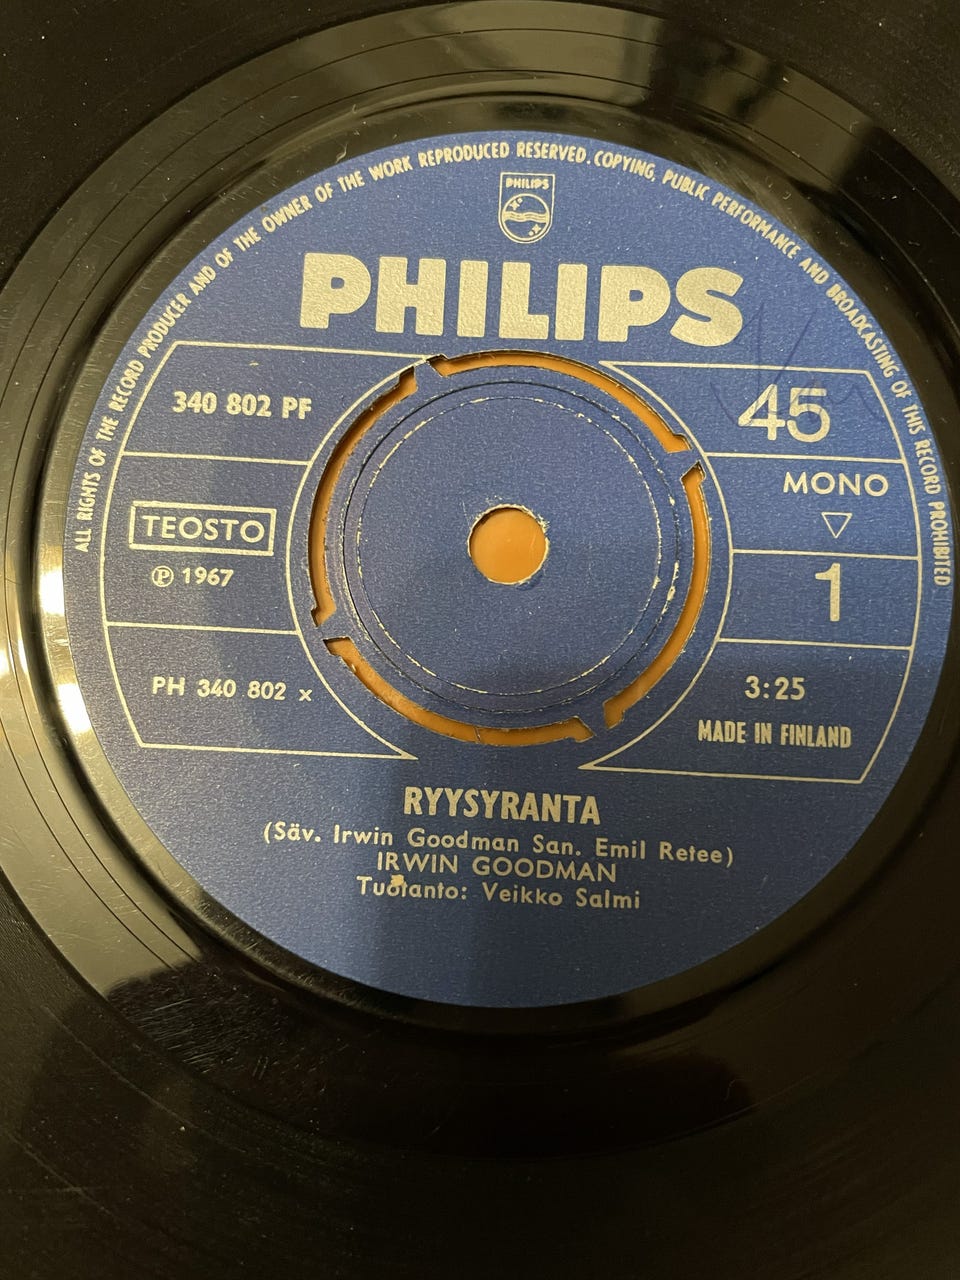 ALL RIGHTS OF THE RECORD PRODUCER AND OF THE OWNER OF THE WORK REPRODUCED RESERVED. COPYING, PUBLIC PERFORMANCE AND BROADCASTING OF THIS RECORD PROHIBITED
PHILIPS
PHILIPS
340 802 PF
45
MONO
TEOSTO
℗ 1967
1
PH 340 802 x
3:25
MADE IN FINLAND
RYYSYRANTA
(Säv. Irwin Goodman San. Emil Retee)
IRWIN GOODMAN
Tuotanto: Veikko Salmi